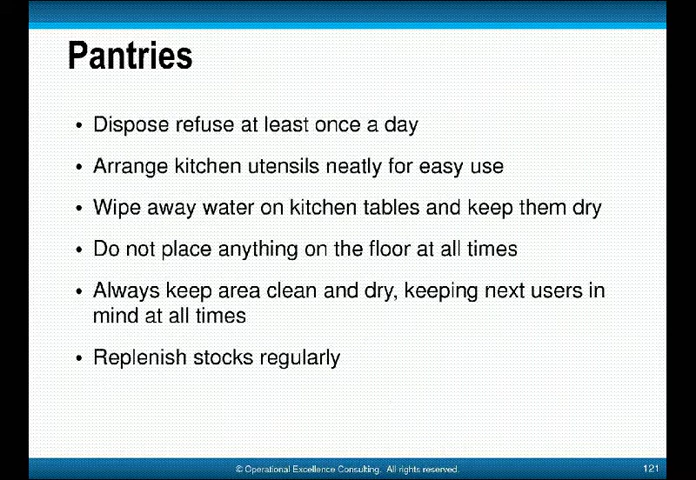 Pantries
• Dispose refuse at least once a day
• Arrange kitchen utensils neatly for easy use
• Wipe away water on kitchen tables and keep them dry
• Do not place anything on the floor at all times
• Always keep area clean and dry, keeping next users in
mind at all times
• Replenish stocks regularly
© Operational Excellence Consulting. All rights reserved.
121